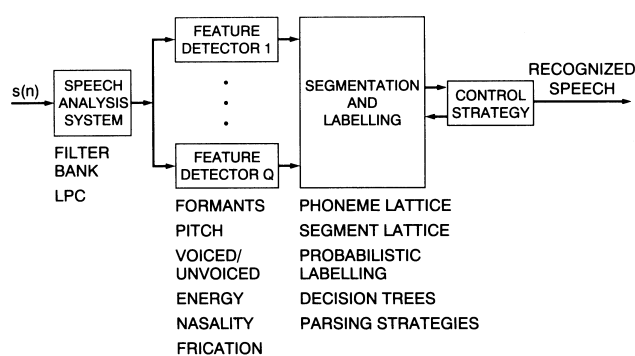 s(n)
SPEECH
ANALYSIS
SYSTEM
FILTER
BANK
LPC
FEATURE
DETECTOR 1
FEATURE
DETECTOR Q
FORMANTS
PITCH
VOICED/
UNVOICED
ENERGY
NASALITY
FRICATION
SEGMENTATION
AND
LABELLING
PHONEME LATTICE
SEGMENT LATTICE
PROBABILISTIC
LABELLING
DECISION TREES
PARSING STRATEGIES
CONTROL
STRATEGY
RECOGNIZED
SPEECH